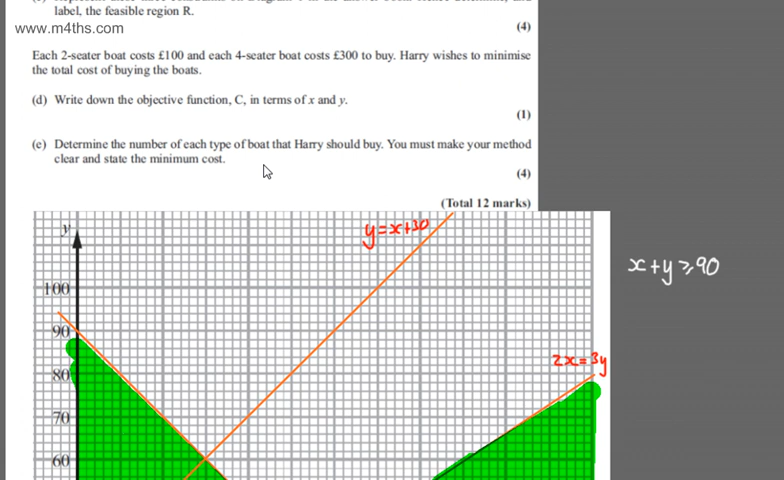 label, the feasible region R.
www.m4ths.com
(4)
Each 2-seater boat costs £100 and each 4-seater boat costs £300 to buy. Harry wishes to minimise
the total cost of buying the boats.
(d) Write down the objective function, C, in terms of x and y.
(1)
(e) Determine the number of each type of boat that Harry should buy. You must make your method
clear and state the minimum cost.
(4)
(Total 12 marks)
y
y=x+30
x+y≥90
100
90
2x=3y
80
70
60